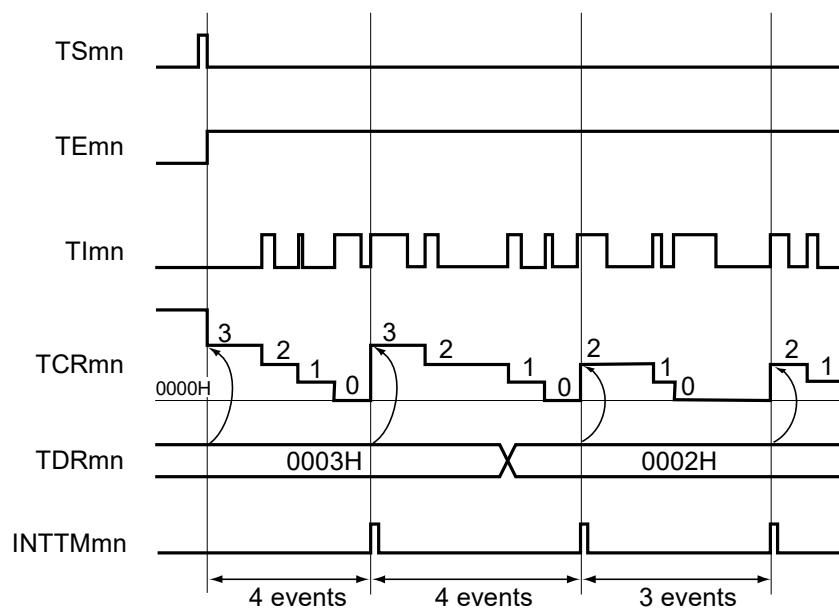 TSmn
TEmn
TImn
TCRmn
3 2 1 0 3 2 1 0 2 1 0 2 1
0000H
TDRmn
0003H 0002H
INTTMmn
4 events 4 events 3 events